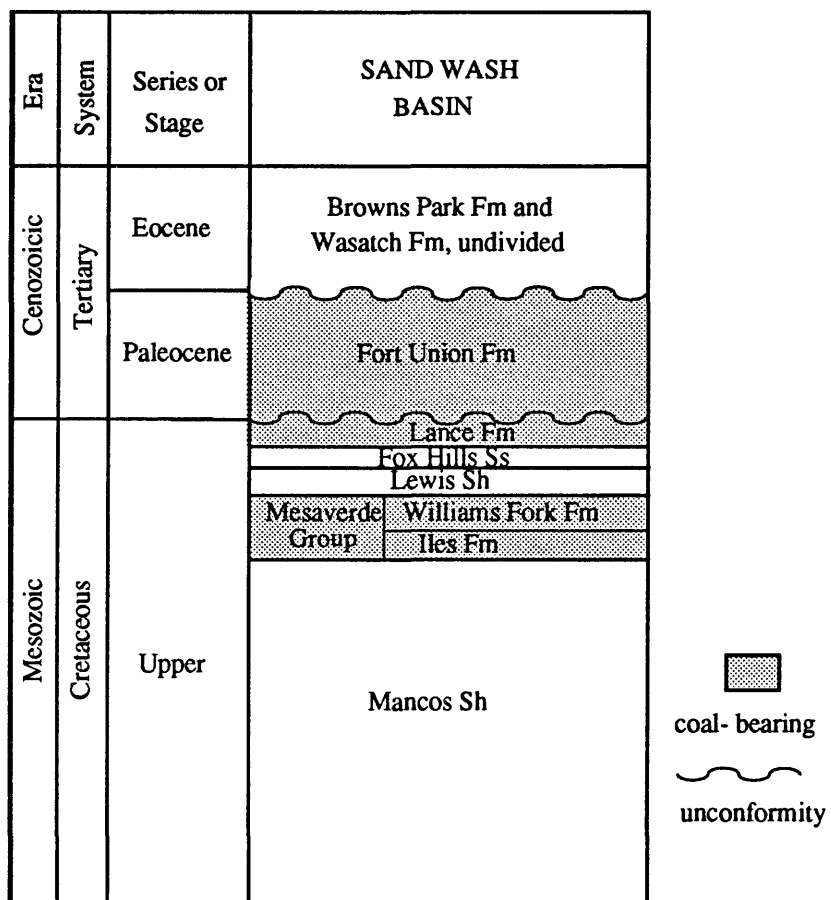 Era
System
Series or
Stage
SAND WASH
BASIN
Cenozoicic
Tertiary
Eocene
Browns Park Fm and
Wasatch Fm, undivided
Paleocene
Fort Union Fm
Mesozoic
Cretaceous
Upper
Lance Fm
Fox Hills Ss
Lewis Sh
Mesaverde
Group
Williams Fork Fm
Iles Fm
Mancos Sh
coal- bearing
unconformity